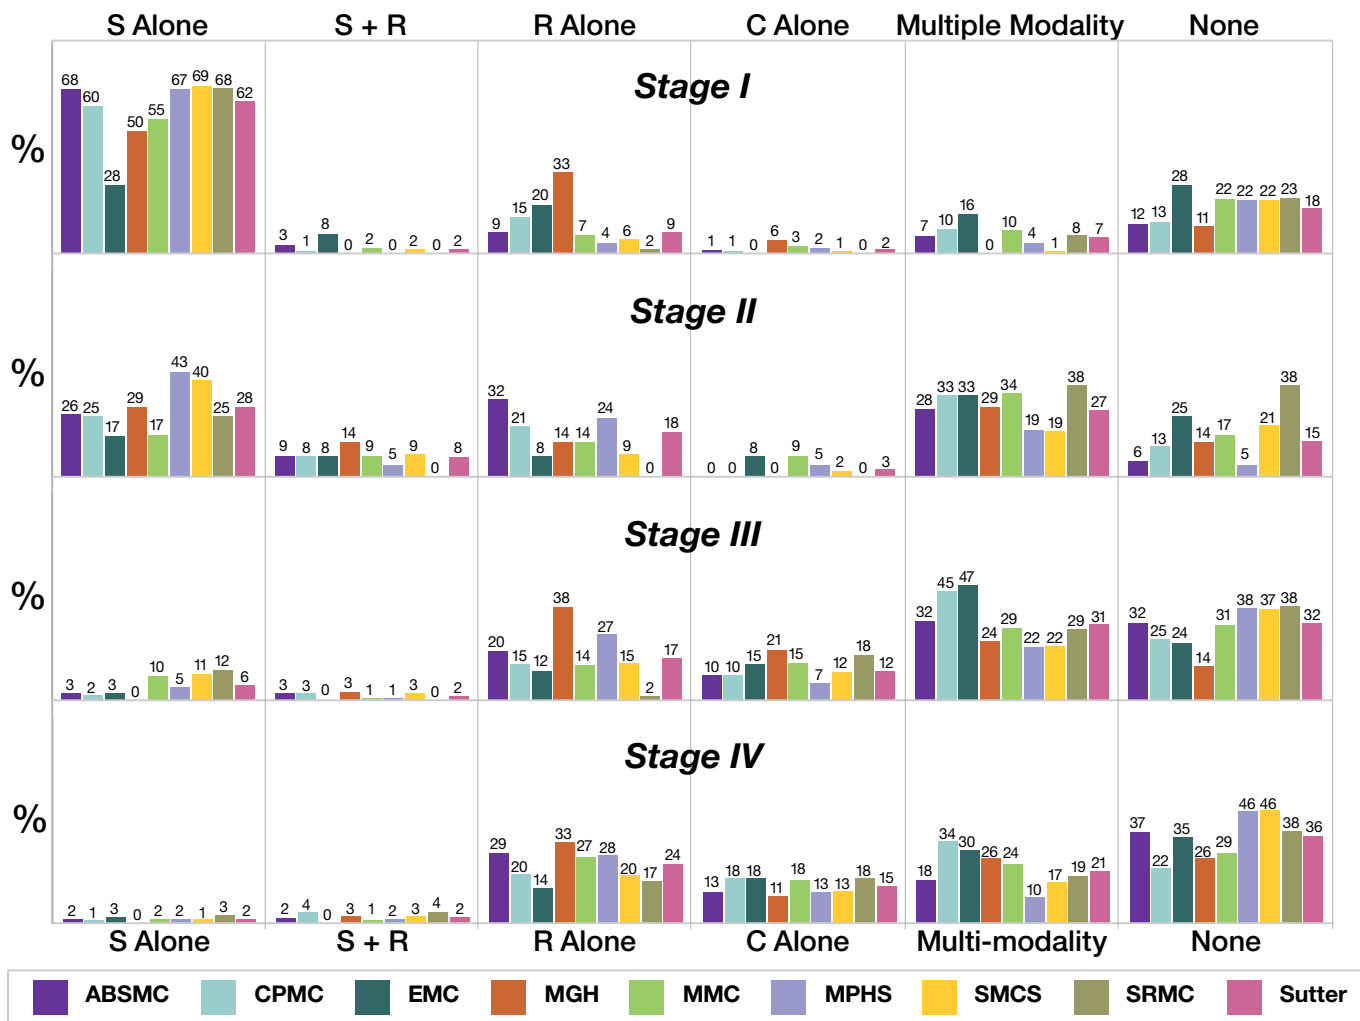 S Alone S + R R Alone C Alone Multiple Modality None
Stage I
%
68 60 28 50 55 67 69 68 62
3 1 8 0 2 0 2 0 2
9 15 20 33 7 4 6 2 9
1 1 0 6 3 2 1 0 2
7 10 16 0 10 4 1 8 7
12 13 28 11 22 22 22 23 18
Stage II
%
26 25 17 29 17 43 40 25 28
9 8 8 14 9 5 9 0 8
32 21 8 14 14 24 9 0 18
0 0 8 0 9 5 2 0 3
28 33 33 29 34 19 19 38 27
6 13 25 14 17 5 21 38 15
Stage III
%
3 2 3 0 10 5 11 12 6
3 3 0 3 1 1 3 0 2
20 15 12 38 14 27 15 2 17
10 10 15 21 15 7 12 18 12
32 45 47 24 29 22 22 29 31
32 25 24 14 31 38 37 38 32
Stage IV
%
2 1 3 0 2 2 1 3 2
2 4 0 3 1 2 3 4 2
29 20 14 33 27 28 20 17 24
13 18 18 11 18 13 13 18 15
18 34 30 26 24 10 17 19 21
37 22 35 26 29 46 46 38 36
S Alone S + R R Alone C Alone Multi-modality None
ABSMC CPMC EMC MGH MMC MPHS SMCS SRMC Sutter